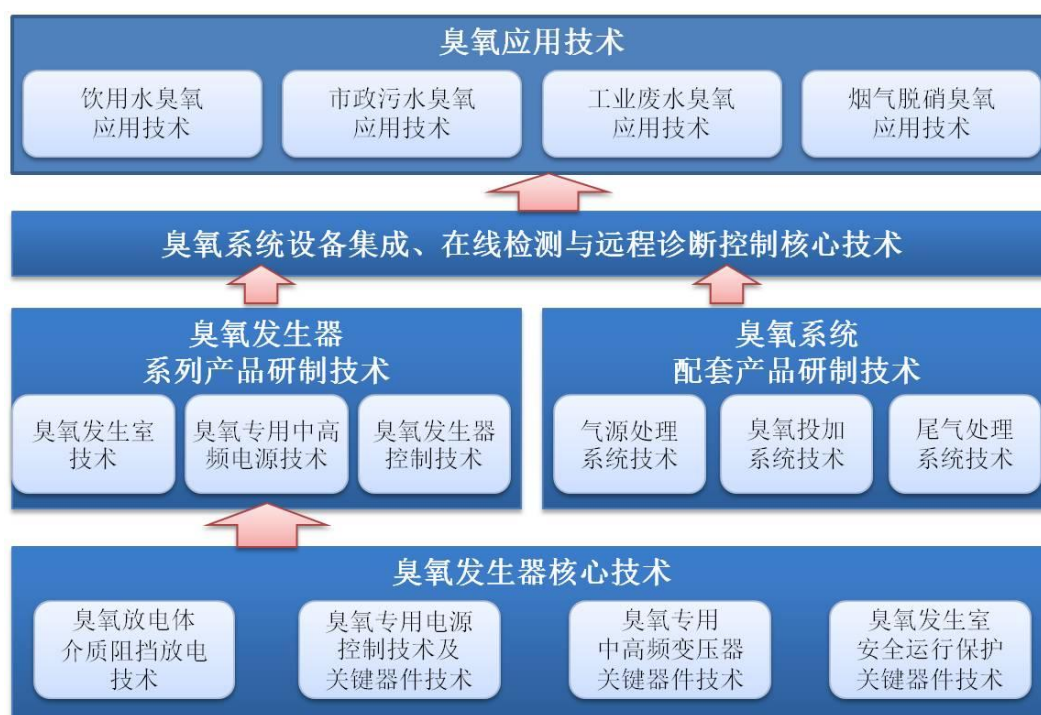 臭氧应用技术
饮用水臭氧
应用技术
市政污水臭氧
应用技术
工业废水臭氧
应用技术
烟气脱硝臭氧
应用技术
臭氧系统设备集成、在线检测与远程诊断控制核心技术
臭氧发生器
系列产品研制技术
臭氧发生室
技术
臭氧专用中高
频电源技术
臭氧发生器
控制技术
臭氧系统
配套产品研制技术
气源处理
系统技术
臭氧投加
系统技术
尾气处理
系统技术
臭氧发生器核心技术
臭氧放电体
介质阻挡放电
技术
臭氧专用电源
控制技术及
关键器件技术
臭氧专用
中高频变压器
关键器件技术
臭氧发生室
安全运行保护
关键器件技术